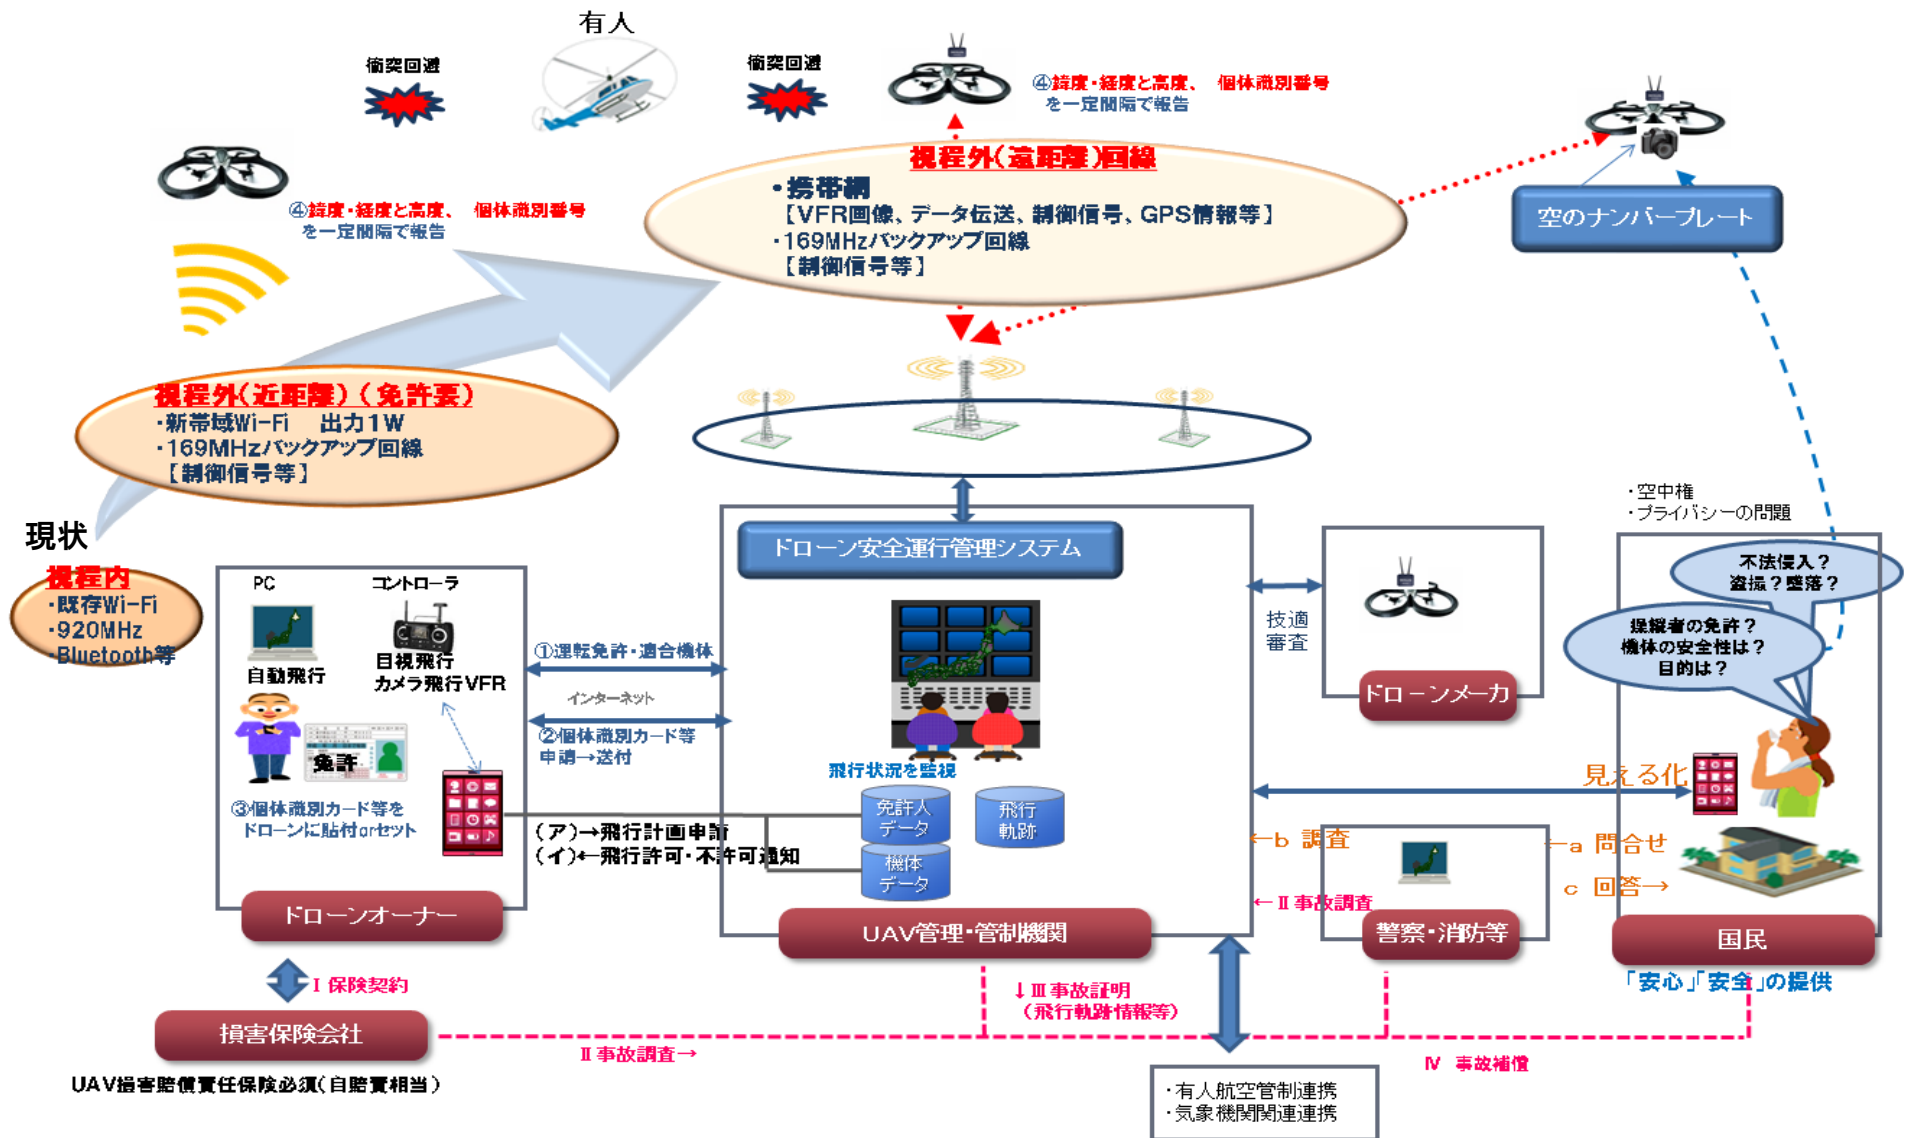 有人
衝突回避
衝突回避
④緯度・経度と高度、 個体識別番号
を一定間隔で報告
視程外(遠距離)回線
・携帯網
【VFR画像、データ伝送、制御信号、GPS情報等】
・169MHzバックアップ回線
【制御信号等】
空のナンバープレート
④緯度・経度と高度、 個体識別番号
を一定間隔で報告
視程外(近距離)(免許要)
・新帯域Wi-Fi 出力1W
・169MHzバックアップ回線
【制御信号等】
現状
視程内
・既存Wi-Fi
・920MHz
・Bluetooth等
PC
コントローラ
自動飛行
目視飛行
カメラ飛行VFR
免許
③個体識別カード等を
ドローンに貼付orセット
ドローンオーナー
①運転免許・適合機体
インターネット
②個体識別カード等
申請→送付
(ア)→飛行計画申請
(イ)←飛行許可・不許可通知
ドローン安全運行管理システム
飛行状況を監視
免許人
データ
飛行
軌跡
機体
データ
UAV管理・管制機関
技適
審査
ドローンメーカ
・空中権
・プライバシーの問題
不法侵入?
盗撮?墜落?
操縦者の免許?
機体の安全性は?
目的は?
見える化
←b 調査
←a 問合せ
c 回答→
←Ⅱ事故調査
警察・消防等
国民
「安心」「安全」の提供
Ⅰ 保険契約
損害保険会社
UAV損害賠償責任保険必須(自賠責相当)
Ⅱ 事故調査→
↓Ⅲ事故証明
(飛行軌跡情報等)
Ⅳ 事故補償
・有人航空管制連携
・気象機関関連連携